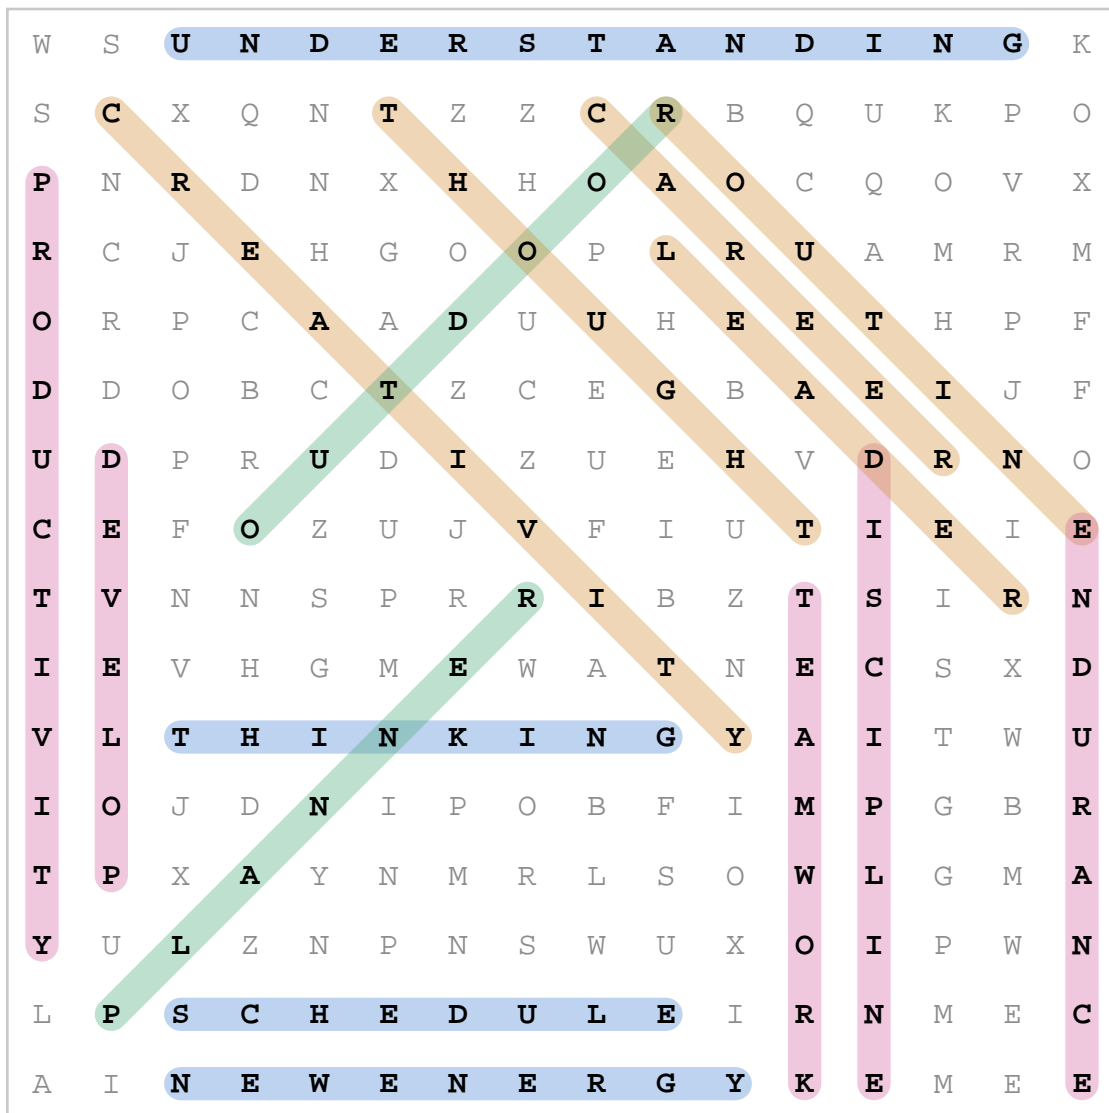 W S U N D E R S T A N D I N G K
S C X Q N T Z Z C R B Q U K P O
P N R D N X H H O A O C Q O V X
R C J E H G O O P L R U A M R M
O R P C A A D U U H E E T H P F
D D O B C T Z C E G B A E I J F
U D P R U D I Z U E H V D R N O
C E F O Z U J V F I U T I E I E
T V N N S P R R I B Z T S I R N
I E V H G M E W A T N E C S X D
V L T H I N K I N G Y A I T W U
I O J D N I P O B F I M P G B R
T P X A Y N M R L S O W L G M A
Y U L Z N P N S W U X O I P W N
L P S C H E D U L E I R N M E C
A I N E W E N E R G Y K E M E E